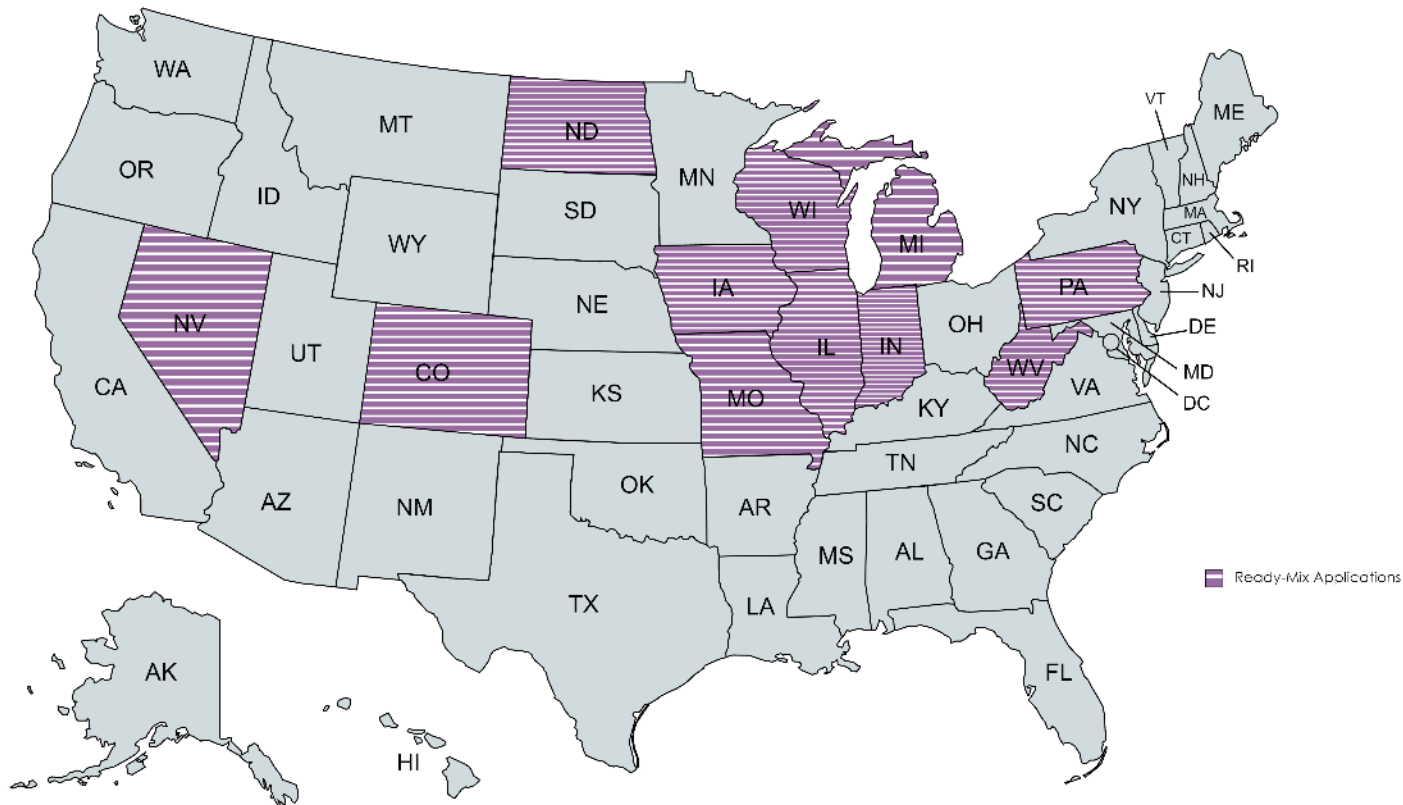 WA
MT
ND
MN
VT
ME
OR
ID
SD
WI
MI
NY
NH
MA
CT
RI
WY
IA
PA
NJ
NV
NE
OH
DE
UT
CO
IL
IN
WV
MD
CA
KS
MO
KY
VA
DC
AZ
NM
OK
AR
TN
NC
SC
MS
AL
GA
Ready-Mix Applications
TX
LA
AK
FL
HI